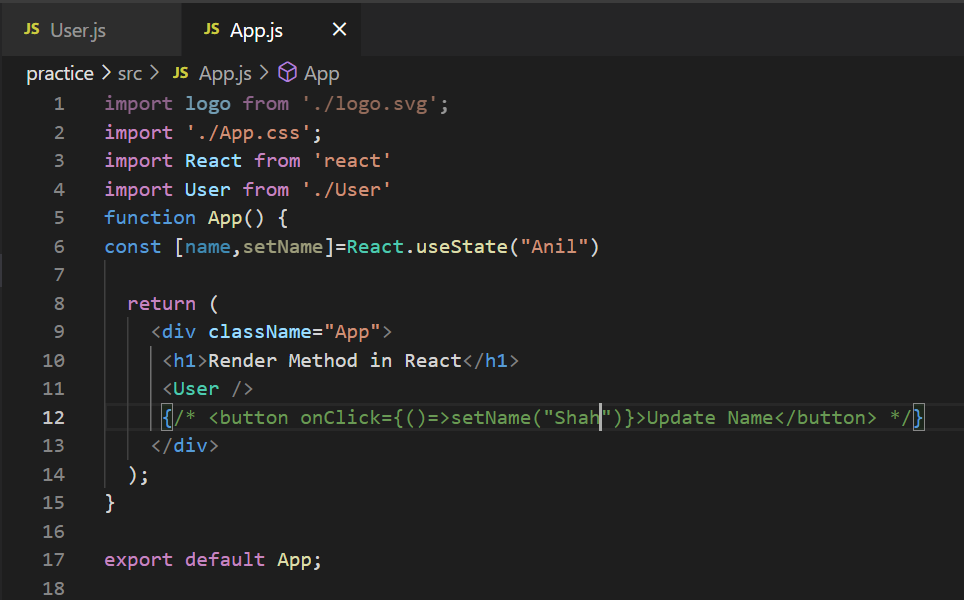 JS User.js JS App.js ×
practice > src > JS App.js > App
1 import logo from './logo.svg';
2 import './App.css';
3 import React from 'react'
4 import User from './User'
5 function App() {
6 const [name,setName]=React.useState("Anil")
7
8 return (
9 <div className="App">
10 <h1>Render Method in React</h1>
11 <User />
12 {/* <button onClick={()=>setName("Shah")}>Update Name</button> */}
13 </div>
14 );
15 }
16
17 export default App;
18